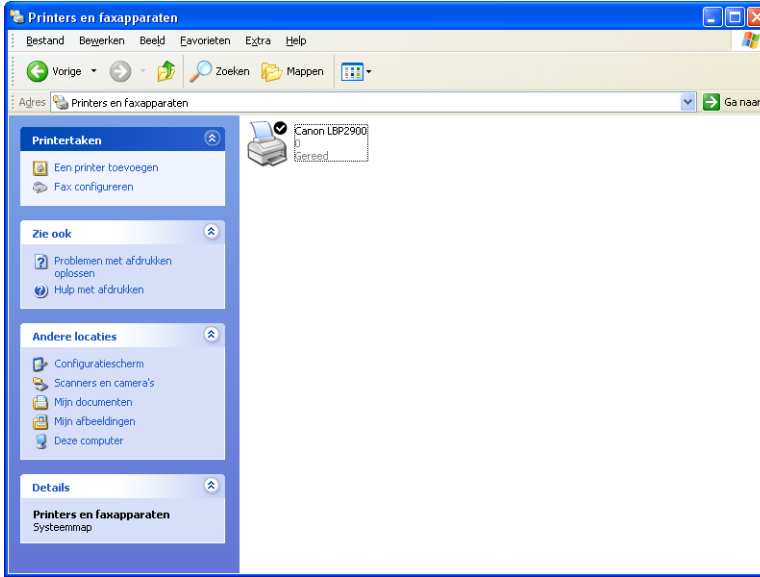 Printers en faxapparaten
Bestand Bewerken Beeld Favorieten Extra Help
Vorige Zoeken Mappen
Adres Printers en faxapparaten Ga naar
Printertaken
Een printer toevoegen
Fax configureren
Zie ook
Problemen met afdrukken
oplossen
Hulp met afdrukken
Andere locaties
Configuratiescherm
Scanners en camera's
Mijn documenten
Mijn afbeeldingen
Deze computer
Details
Printers en faxapparaten
Systeemmap
Canon LBP2900
0
Gereed